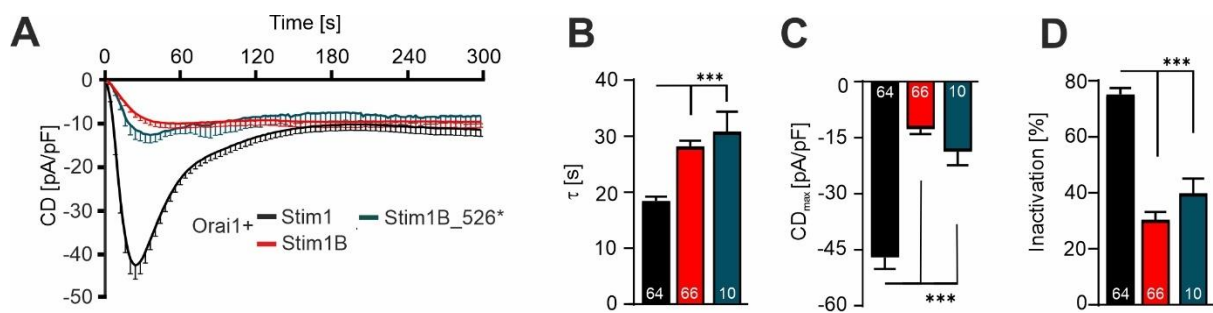 A
Time [s]
0 60 120 180 240 300
0
-10
-20
-30
-40
-50
CD [pA/pF]
Orai1+
Stim1
Stim1B
Stim1B_526*
B
***
40
30
20
10
0
τ [s]
64
66
10
C
0
-15
-30
-45
-60
CDmax [pA/pF]
64
66
10
***
D
***
80
60
40
20
0
Inactivation [%]
64
66
10